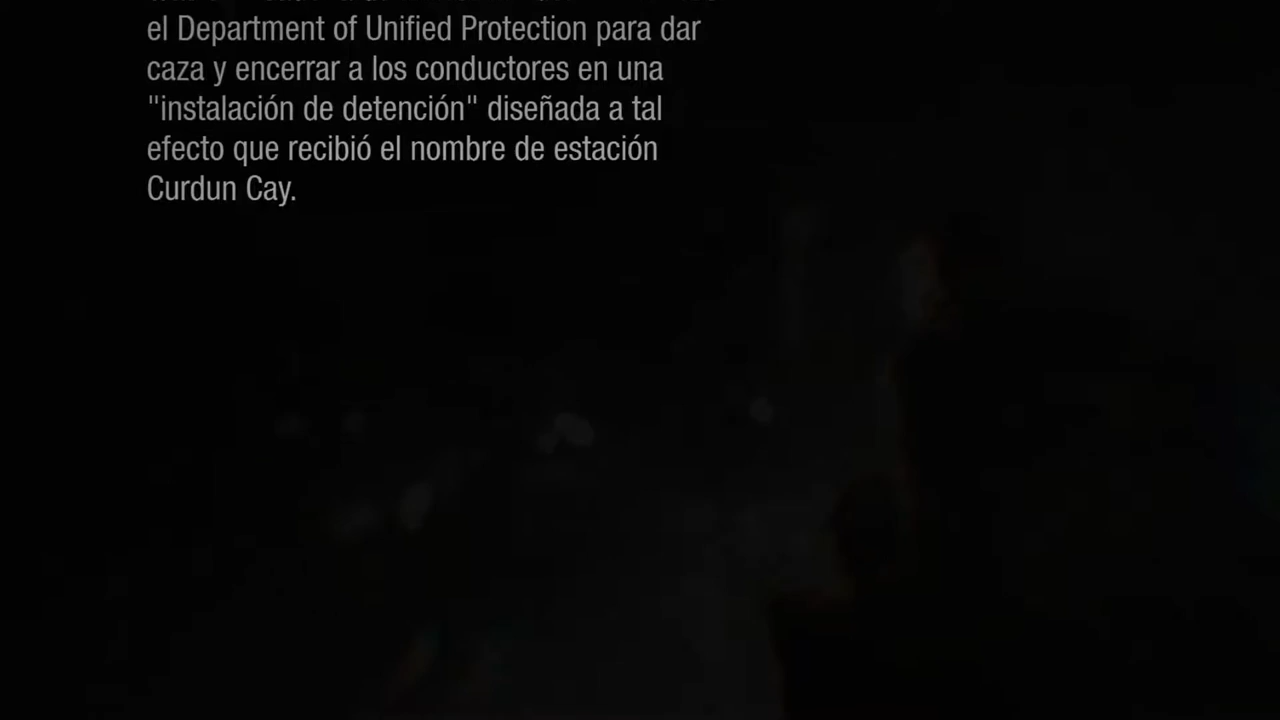 el Department of Unified Protection para dar
caza y encerrar a los conductores en una
"instalación de detención" diseñada a tal
efecto que recibió el nombre de estación
Curdun Cay.